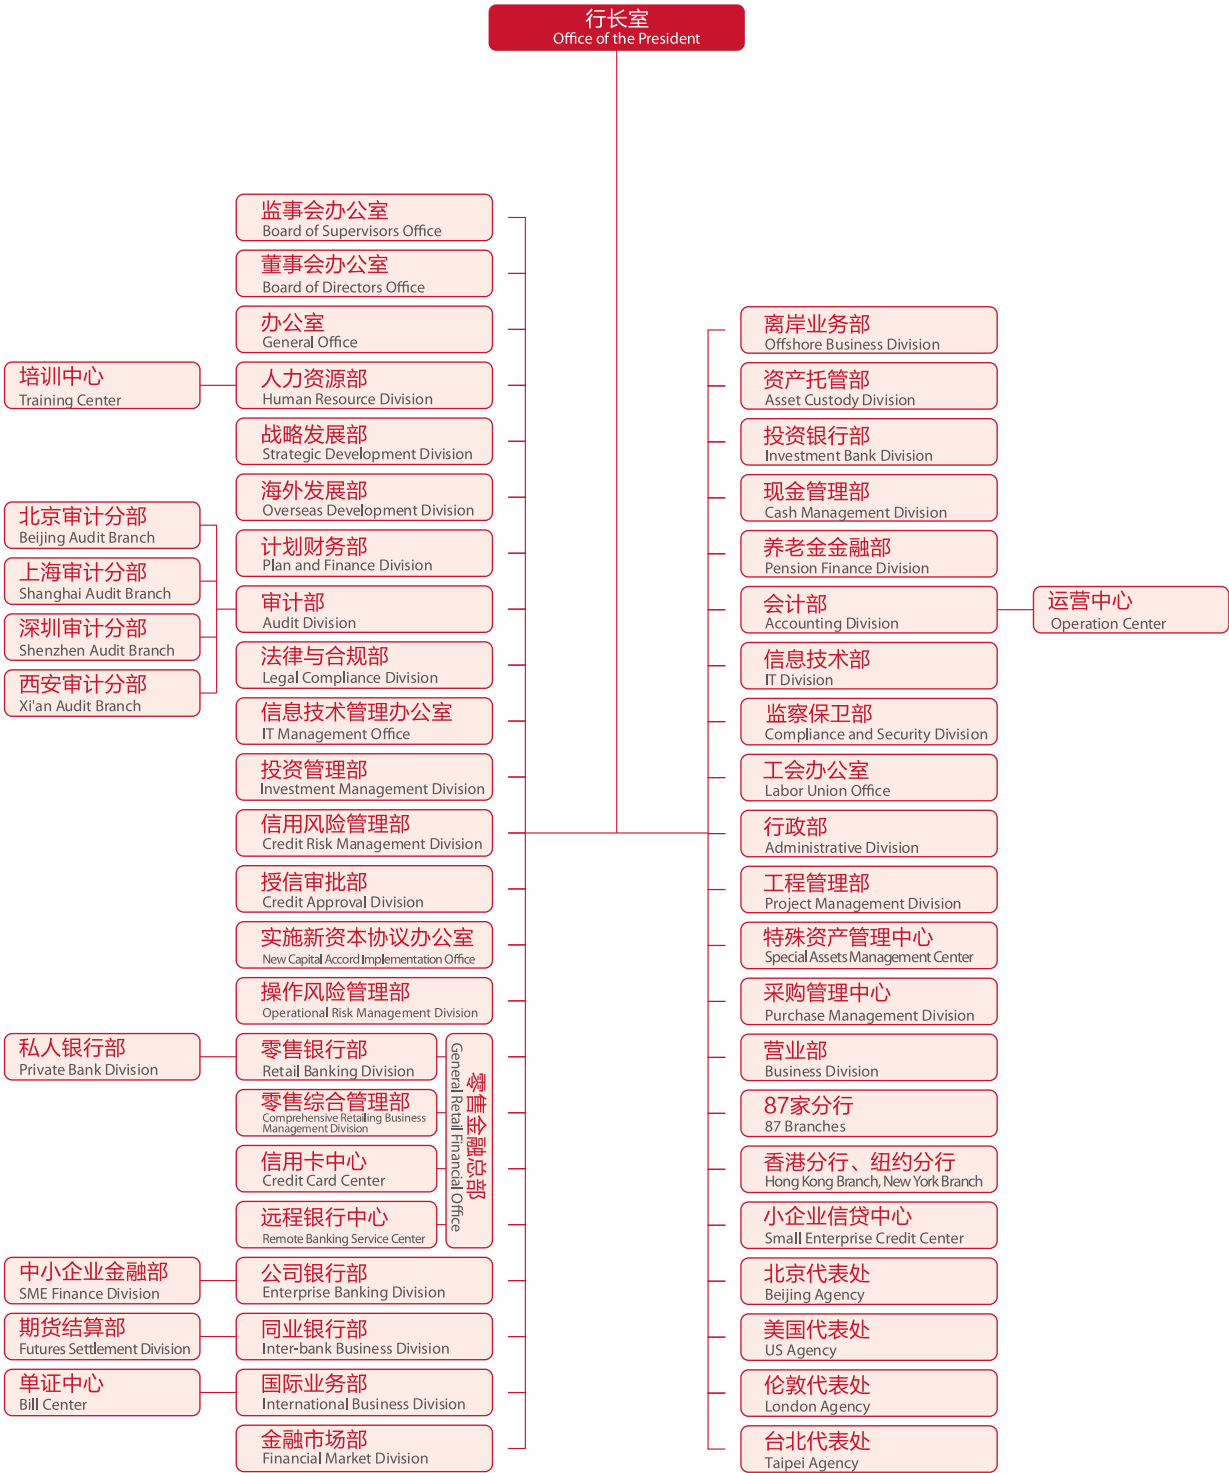 行长室
Office of the President
监事会办公室
Board of Supervisors Office
董事会办公室
Board of Directors Office
办公室
General Office
培训中心
Training Center
人力资源部
Human Resource Division
战略发展部
Strategic Development Division
海外发展部
Overseas Development Division
计划财务部
Plan and Finance Division
北京审计分部
Beijing Audit Branch
上海审计分部
Shanghai Audit Branch
深圳审计分部
Shenzhen Audit Branch
西安审计分部
Xi'an Audit Branch
审计部
Audit Division
法律与合规部
Legal Compliance Division
信息技术管理办公室
IT Management Office
投资管理部
Investment Management Division
信用风险管理部
Credit Risk Management Division
授信审批部
Credit Approval Division
实施新资本协议办公室
New Capital Accord Implementation Office
操作风险管理部
Operational Risk Management Division
私人银行部
Private Bank Division
零售银行部
Retail Banking Division
零售综合管理部
Comprehensive Retailing Business
Management Division
信用卡中心
Credit Card Center
远程银行中心
Remote Banking Service Center
零售金融总部
General Retail Financial Office
中小企业金融部
SME Finance Division
公司银行部
Enterprise Banking Division
期货结算部
Futures Settlement Division
同业银行部
Inter-bank Business Division
单证中心
Bill Center
国际业务部
International Business Division
金融市场部
Financial Market Division
离岸业务部
Offshore Business Division
资产托管部
Asset Custody Division
投资银行部
Investment Bank Division
现金管理部
Cash Management Division
养老金金融部
Pension Finance Division
会计部
Accounting Division
运营中心
Operation Center
信息技术部
IT Division
监察保卫部
Compliance and Security Division
工会办公室
Labor Union Office
行政部
Administrative Division
工程管理部
Project Management Division
特殊资产管理中心
Special Assets Management Center
采购管理中心
Purchase Management Division
营业部
Business Division
87家分行
87 Branches
香港分行、纽约分行
Hong Kong Branch, New York Branch
小企业信贷中心
Small Enterprise Credit Center
北京代表处
Beijing Agency
美国代表处
US Agency
伦敦代表处
London Agency
台北代表处
Taipei Agency